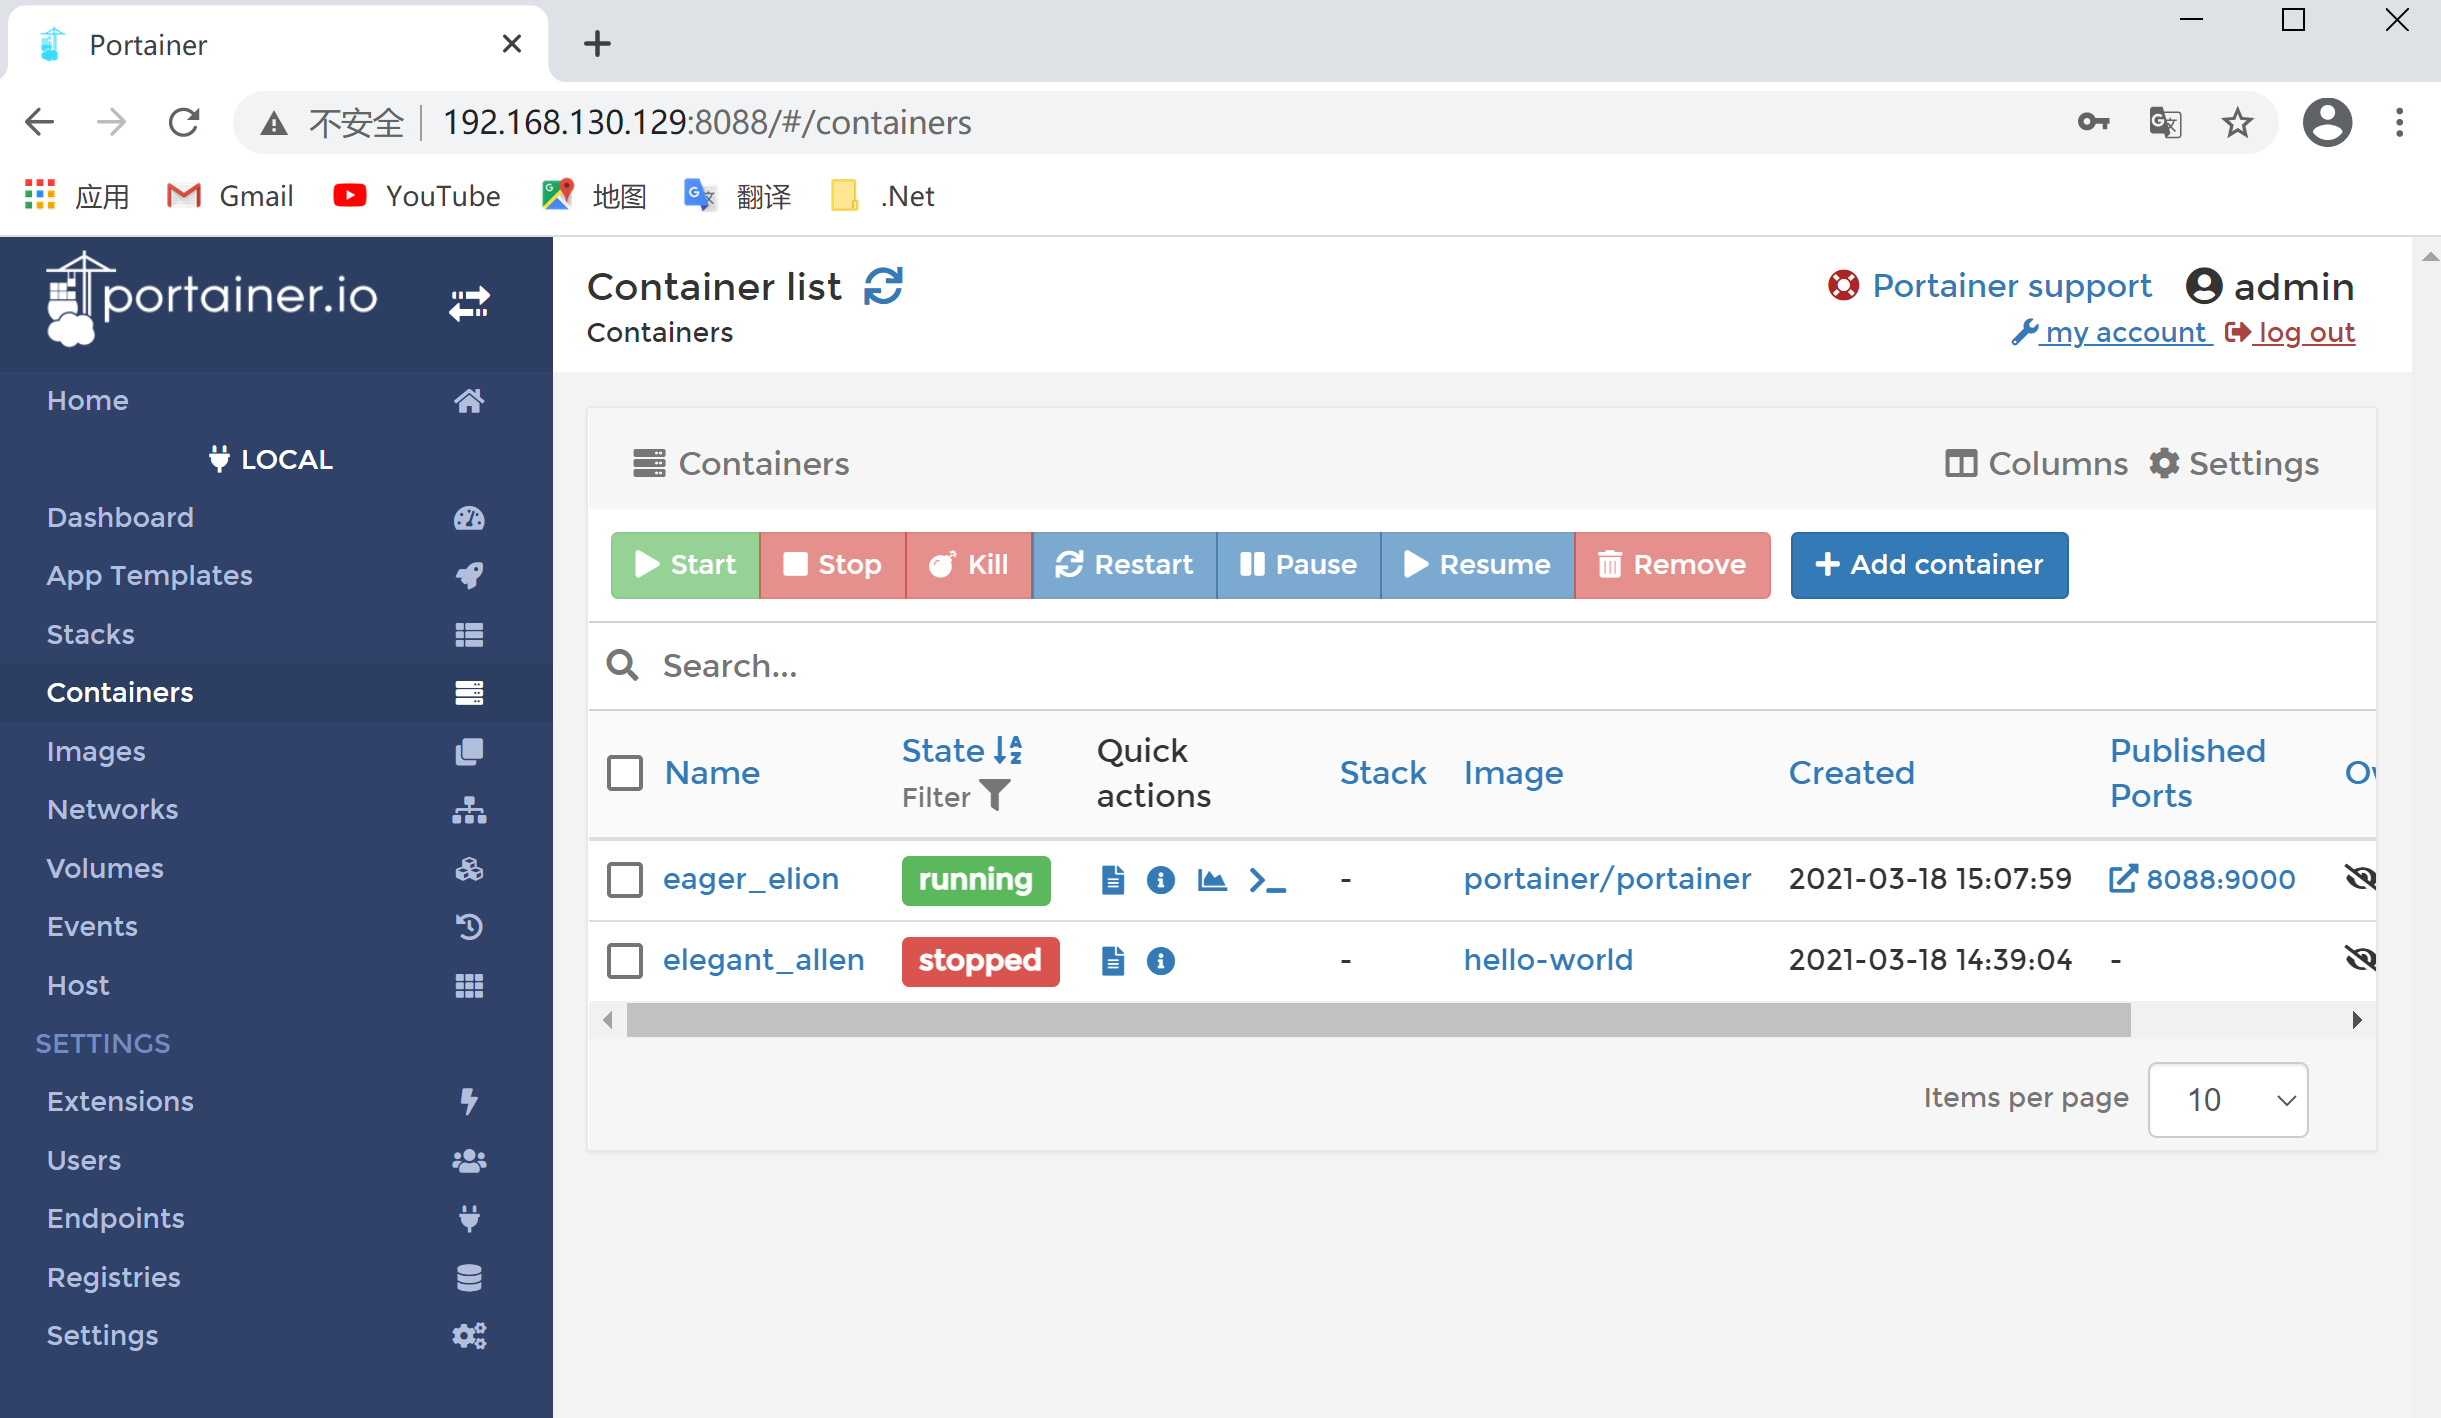 Portainer
不安全 192.168.130.129:8088/#/containers
应用 Gmail YouTube 地图 翻译 .Net
portainer.io
Home
LOCAL
Dashboard
App Templates
Stacks
Containers
Images
Networks
Volumes
Events
Host
SETTINGS
Extensions
Users
Endpoints
Registries
Settings
Container list
Containers
Portainer support admin
my account log out
Containers
Columns Settings
Start Stop Kill Restart Pause Resume Remove Add container
Search...
Name State Filter Quick actions Stack Image Created Published Ports
eager_elion running - portainer/portainer 2021-03-18 15:07:59 8088:9000
elegant_allen stopped - hello-world 2021-03-18 14:39:04 -
Items per page 10